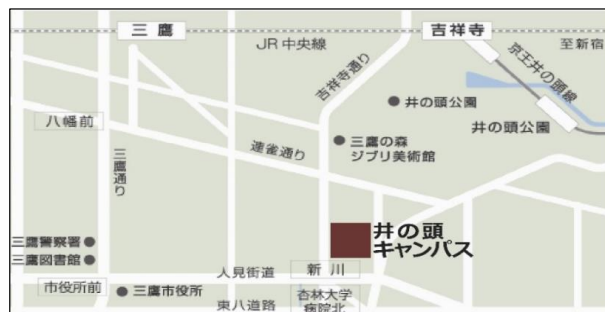 三鷹
吉祥寺
JR中央線
至新宿
吉祥寺通り
京王井の頭線
井の頭公園
井の頭公園
八幡前
三鷹の森
ジブリ美術館
連雀通り
三鷹通り
井の頭
キャンパス
三鷹警察署
三鷹図書館
人見街道
新川
市役所前
三鷹市役所
東八道路
杏林大学
病院北